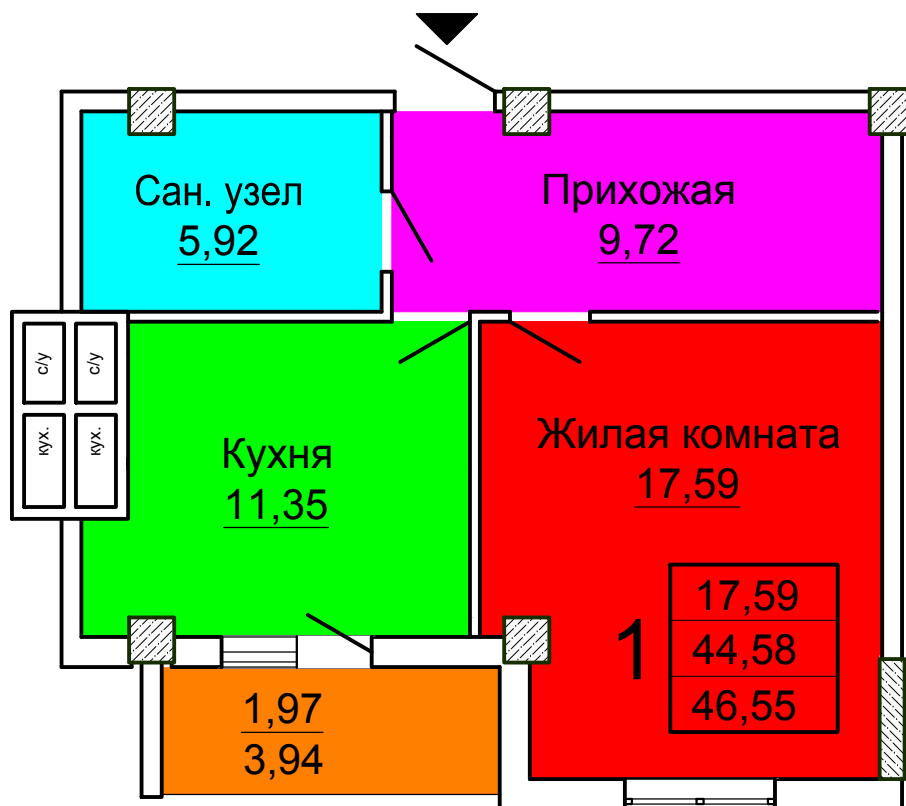 Сан. узел
5,92
Прихожая
9,72
с/у
с/у
кух.
кух.
Кухня
11,35
Жилая комната
17,59
1
17,59
44,58
46,55
1,97
3,94